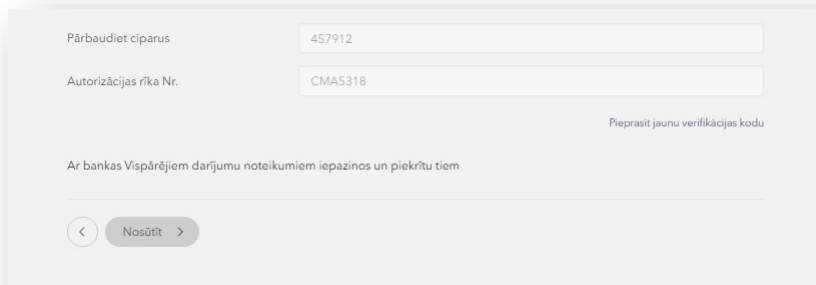 Pārbaudiet ciparus 457912
Autorizācijas rīka Nr. CMA5318
Pieprasīt jaunu verifikācijas kodu
Ar bankas Vispārējiem darījumu noteikumiem iepazinos un piekrītu tiem
Nosūtīt